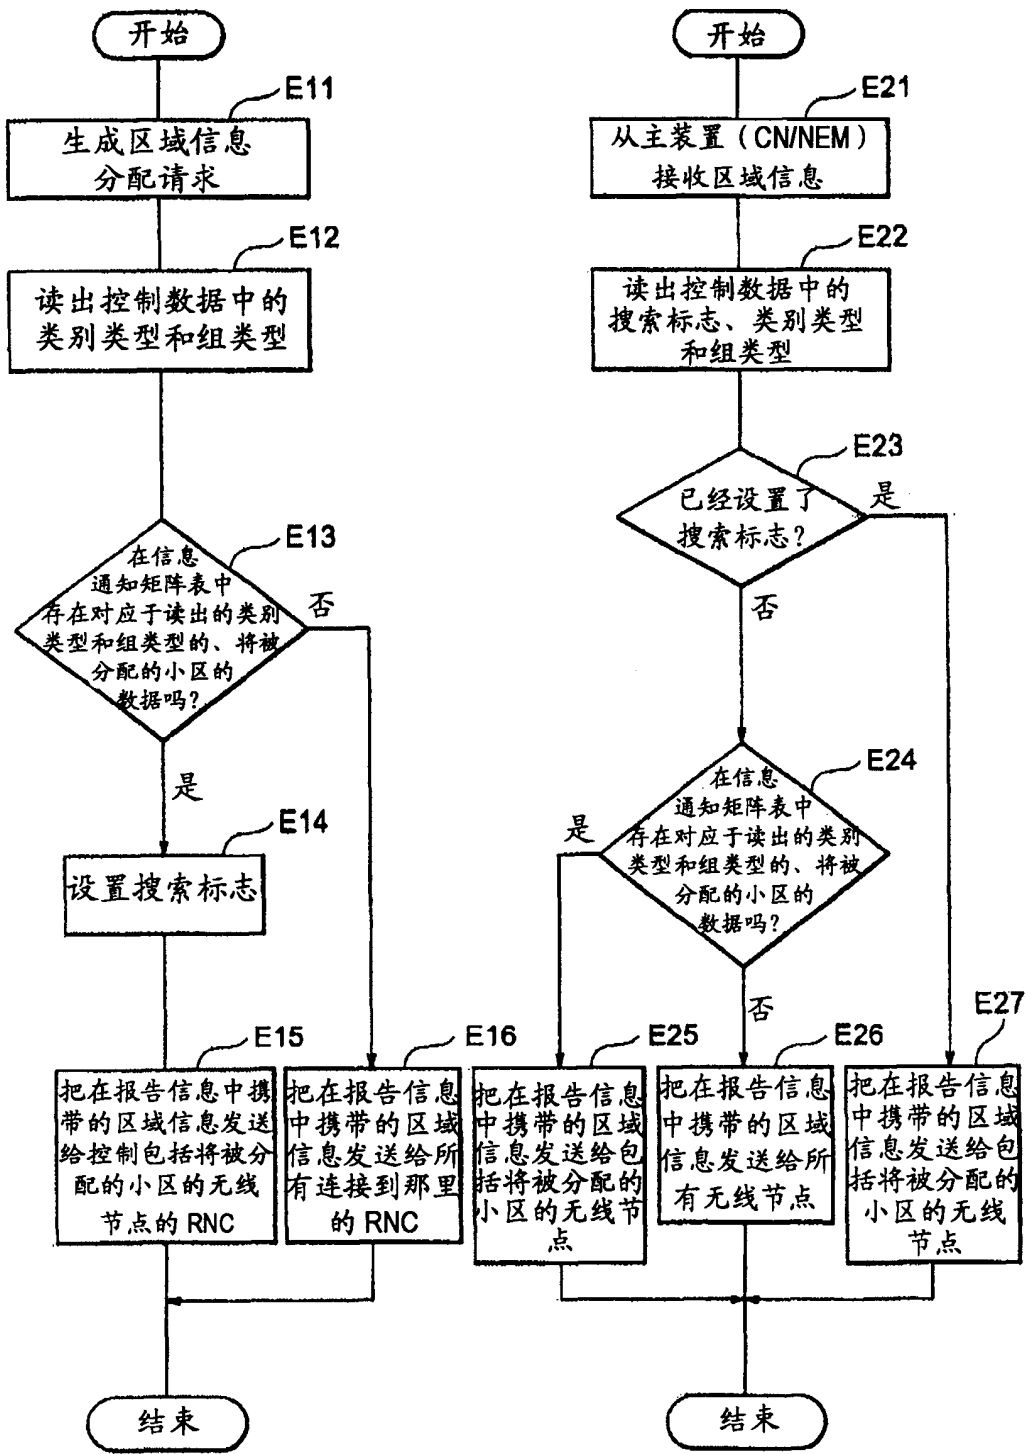 开始
E11
生成区域信息
分配请求
E12
读出控制数据中的
类别类型和组类型
E13
在信息
通知矩阵表中
存在对应于读出的类别
类型和组类型的、将被
分配的小区的
数据吗?
否
是
E14
设置搜索标志
E15
把在报告信息中携
带的区域信息发送
给控制包括将被分
配的小区的无线
节点的 RNC
E16
把在报告信息
中携带的区域
信息发送给所
有连接到那里
的 RNC
结束
开始
E21
从主装置(CN/NEM)
接收区域信息
E22
读出控制数据中的
搜索标志、类别类型
和组类型
E23
已经设置了
搜索标志?
是
否
E24
在信息
通知矩阵表中
存在对应于读出的类别
类型和组类型的、将被
分配的小区的
数据吗?
是
否
E25
把在报告信息
中携带的区域
信息发送给包
括将被分配的
小区的无线节
点
E26
把在报告信息
中携带的区域
信息发送给所
有无线节点
E27
把在报告信息
中携带的区域
信息发送给包
括将被分配的
小区的无线
节点
结束